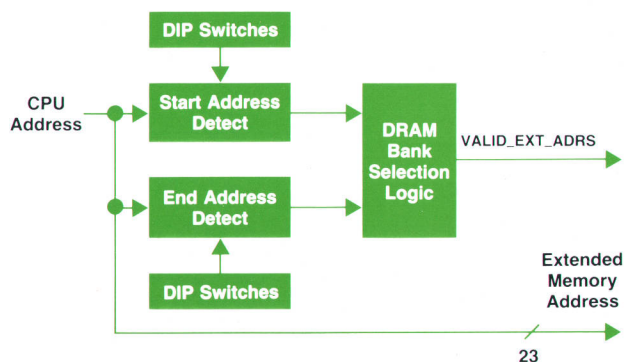 DIP Switches
CPU
Address
Start Address
Detect
DRAM
Bank
Selection
Logic
VALID_EXT_ADRS
End Address
Detect
DIP Switches
Extended
Memory
Address
23